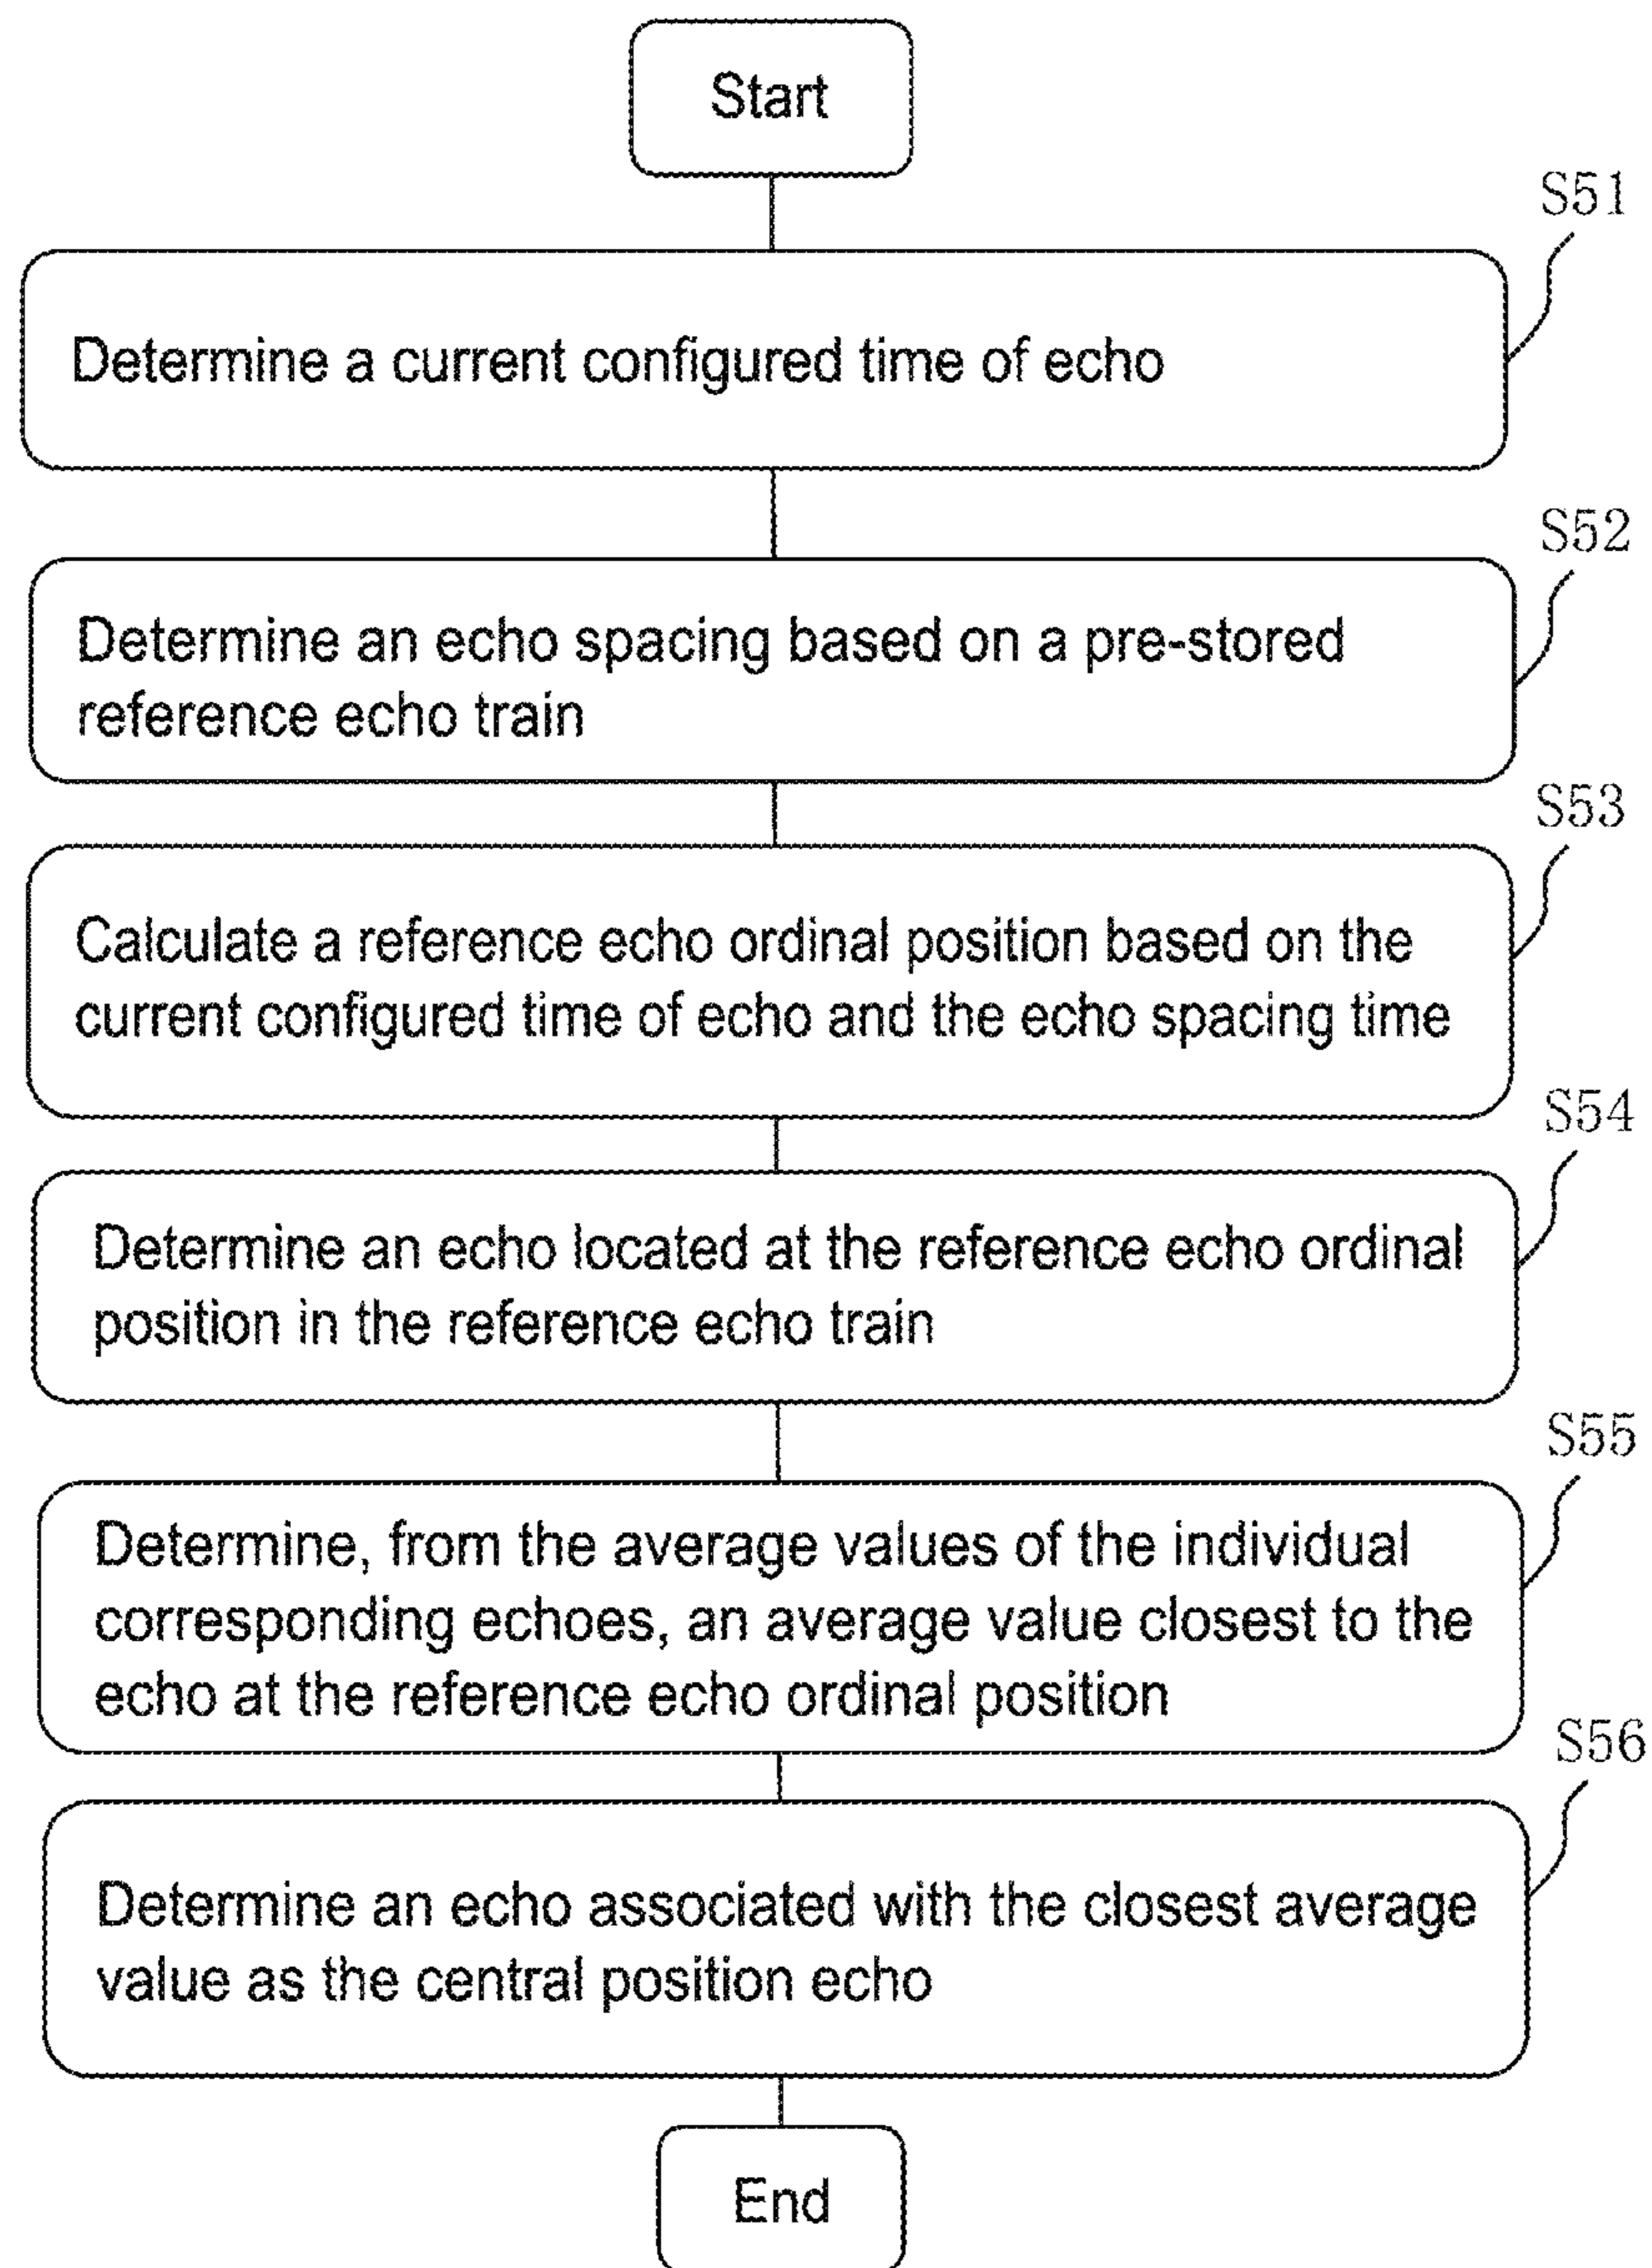 Start
S51
Determine a current configured time of echo
S52
Determine an echo spacing based on a pre-stored
reference echo train
S53
Calculate a reference echo ordinal position based on the
current configured time of echo and the echo spacing time
S54
Determine an echo located at the reference echo ordinal
position in the reference echo train
S55
Determine, from the average values of the individual
corresponding echoes, an average value closest to the
echo at the reference echo ordinal position
S56
Determine an echo associated with the closest average
value as the central position echo
End